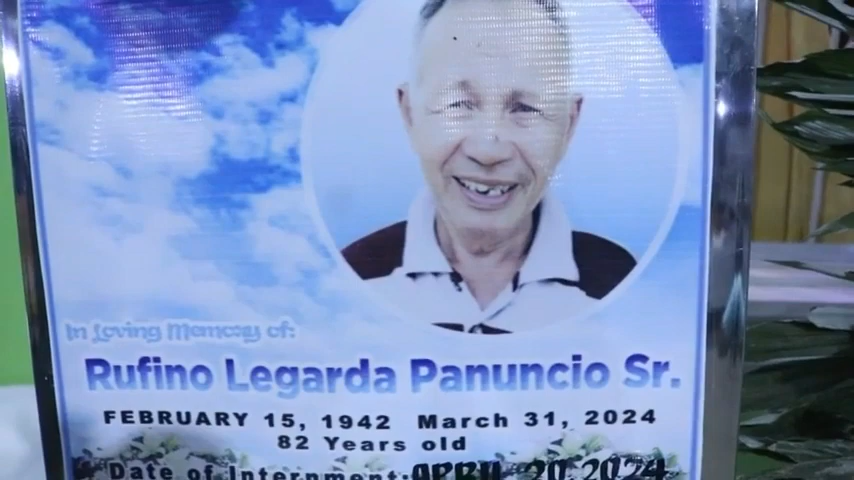 In Loving Memory of:
Rufino Legarda Panuncio Sr.
FEBRUARY 15, 1942 March 31, 2024
82 Years old
Date of Internment: APRIL 20, 2024